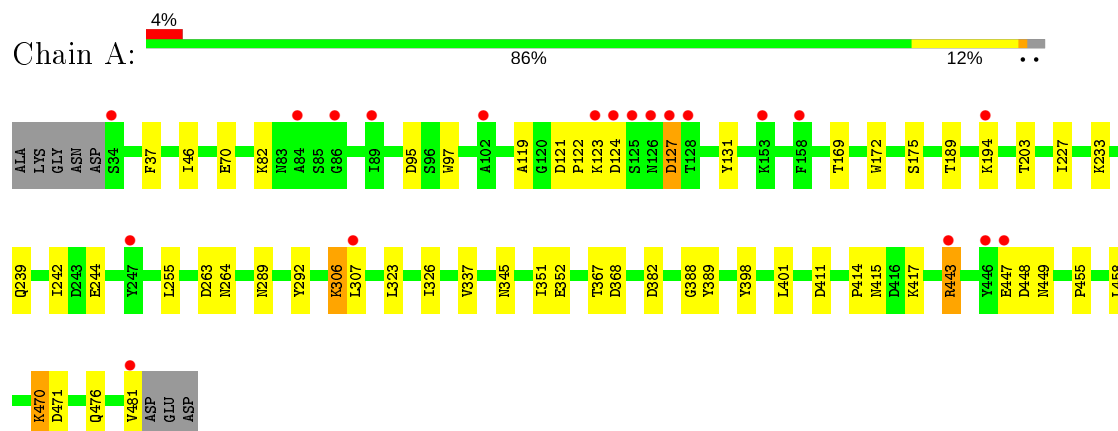 4%
Chain A:
86% 12% • •
ALA LYS GLY ASN ASP S34 F37 I46 E70 K82 N83 A84 S85 G86 I89 D95 S96 W97 A102 A119 G120 D121 P122 K123 D124 S125 N126 D127 T128 Y131 K153 F158 T169 W172 S175 T189 K194 T203 I227 K233
Q239 I242 D243 E244 Y247 L255 D263 N264 N289 Y292 K306 L307 L323 I326 V337 N345 I351 E352 T367 D368 D382 G388 Y389 Y398 L401 D411 P414 N415 D416 K417 R443 Y446 E447 D448 N449 P455 L458
K470 D471 Q476 V481 ASP GLU ASP